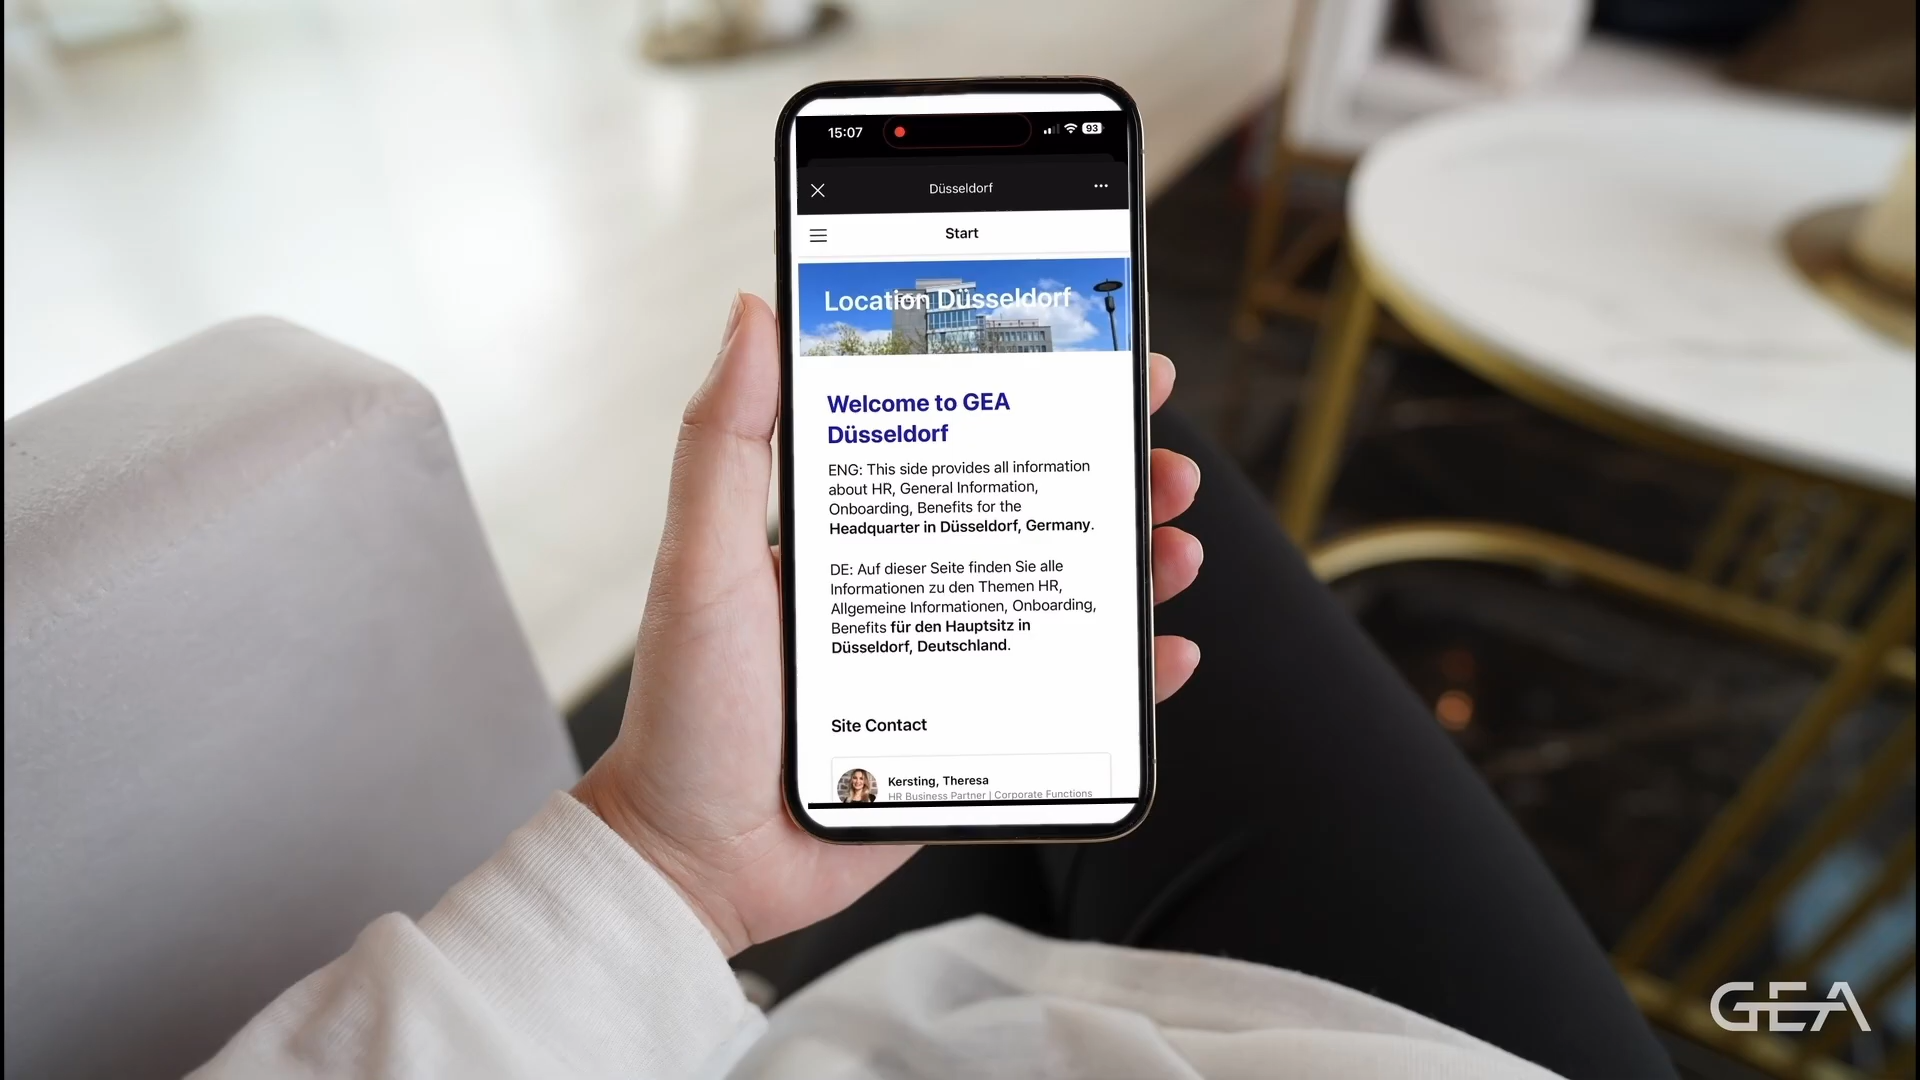 15:07
93
Düsseldorf
Start
Location Düsseldorf
Welcome to GEA
Düsseldorf
ENG: This side provides all information
about HR, General Information,
Onboarding, Benefits for the
Headquarter in Düsseldorf, Germany.
DE: Auf dieser Seite finden Sie alle
Informationen zu den Themen HR,
Allgemeine Informationen, Onboarding,
Benefits für den Hauptsitz in
Düsseldorf, Deutschland.
Site Contact
Kersting, Theresa
HR Business Partner | Corporate Functions
GEA